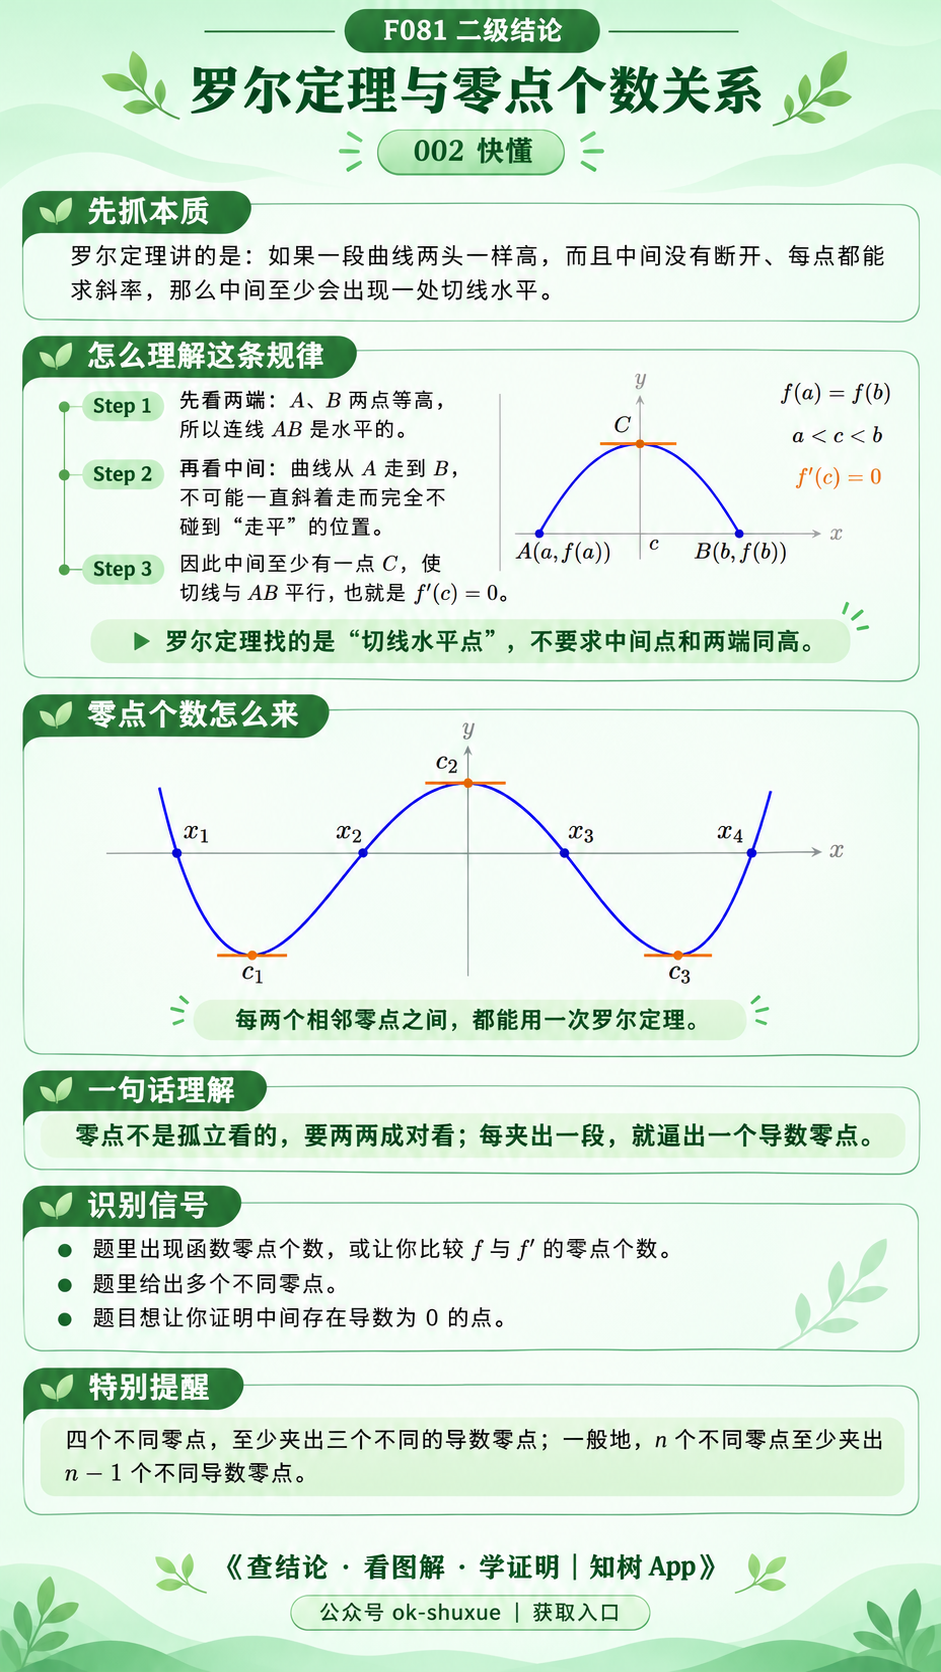 F081 二级结论
罗尔定理与零点个数关系
002 快懂
先抓本质
罗尔定理讲的是：如果一段曲线两头一样高，而且中间没有断开、每点都能
求斜率，那么中间至少会出现一处切线水平。
怎么理解这条规律
Step 1
先看两端：A、B 两点等高，
所以连线 AB 是水平的。
Step 2
再看中间：曲线从 A 走到 B，
不可能一直斜着走而完全不
碰到“走平”的位置。
Step 3
因此中间至少有一点 C，使
切线与 AB 平行，也就是 f′(c) = 0。
y
C
A(a, f(a))
c
B(b, f(b))
x
f(a) = f(b)
a < c < b
f′(c) = 0
▶ 罗尔定理找的是“切线水平点”，不要求中间点和两端同高。
零点个数怎么来
y
c₂
x₁
x₂
x₃
x₄
x
c₁
c₃
每两个相邻零点之间，都能用一次罗尔定理。
一句话理解
零点不是孤立看的，要两两成对看；每夹出一段，就逼出一个导数零点。
识别信号
● 题里出现函数零点个数，或让你比较 f 与 f′ 的零点个数。
● 题里给出多个不同零点。
● 题目想让你证明中间存在导数为 0 的点。
特别提醒
四个不同零点，至少夹出三个不同的导数零点；一般地，n 个不同零点至少夹出
n − 1 个不同导数零点。
《查结论 · 看图解 · 学证明｜知树 App》
公众号 ok-shuxue ｜ 获取入口